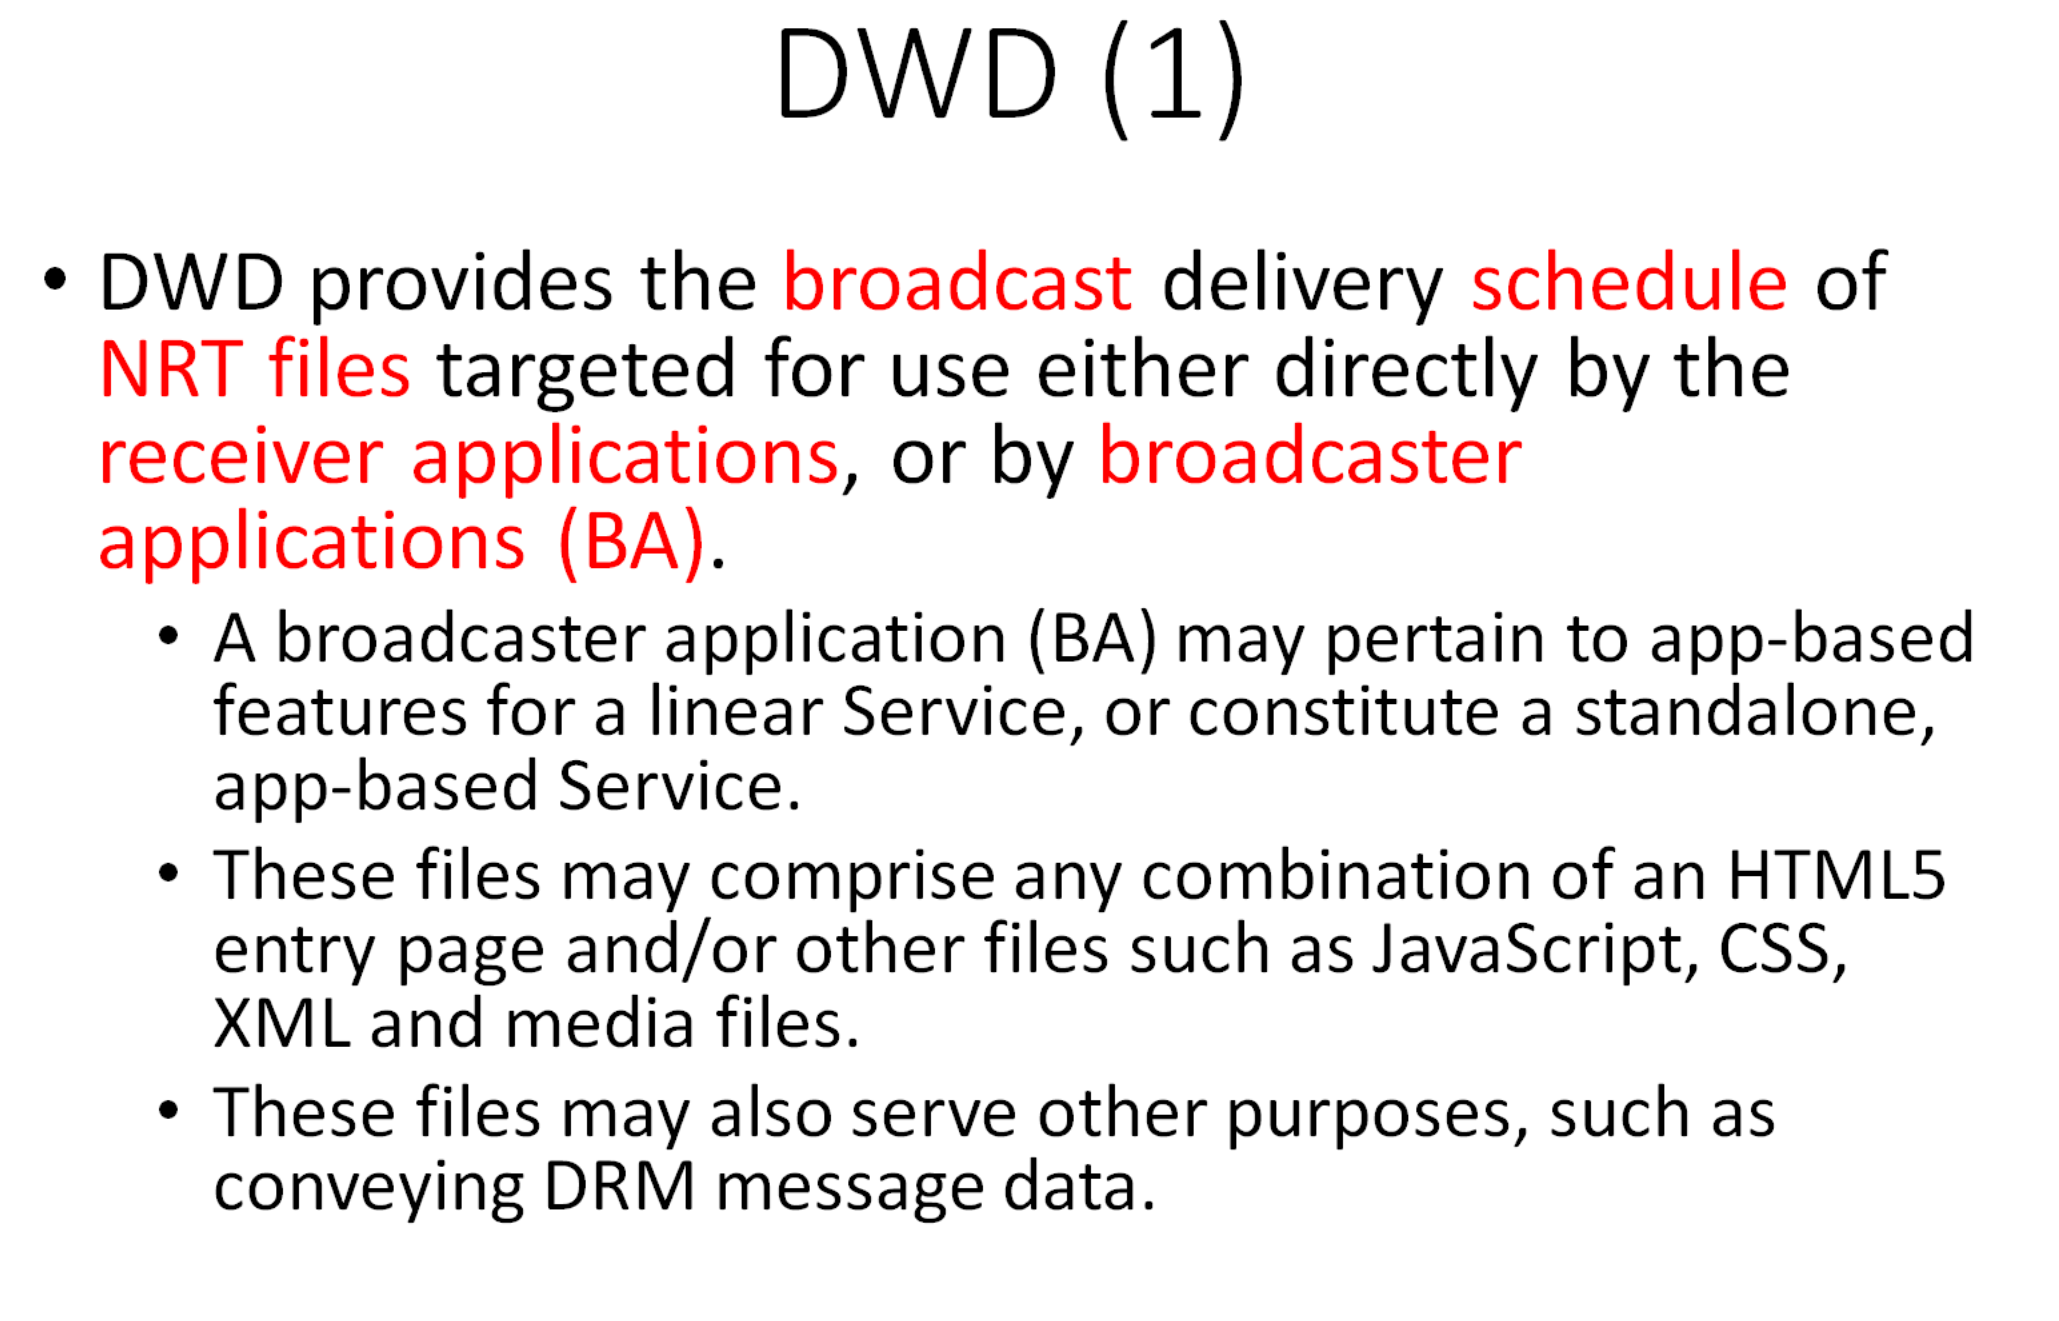 DWD (1)
• DWD provides the broadcast delivery schedule of
NRT files targeted for use either directly by the
receiver applications, or by broadcaster
applications (BA).
• A broadcaster application (BA) may pertain to app-based
features for a linear Service, or constitute a standalone,
app-based Service.
• These files may comprise any combination of an HTML5
entry page and/or other files such as JavaScript, CSS,
XML and media files.
• These files may also serve other purposes, such as
conveying DRM message data.